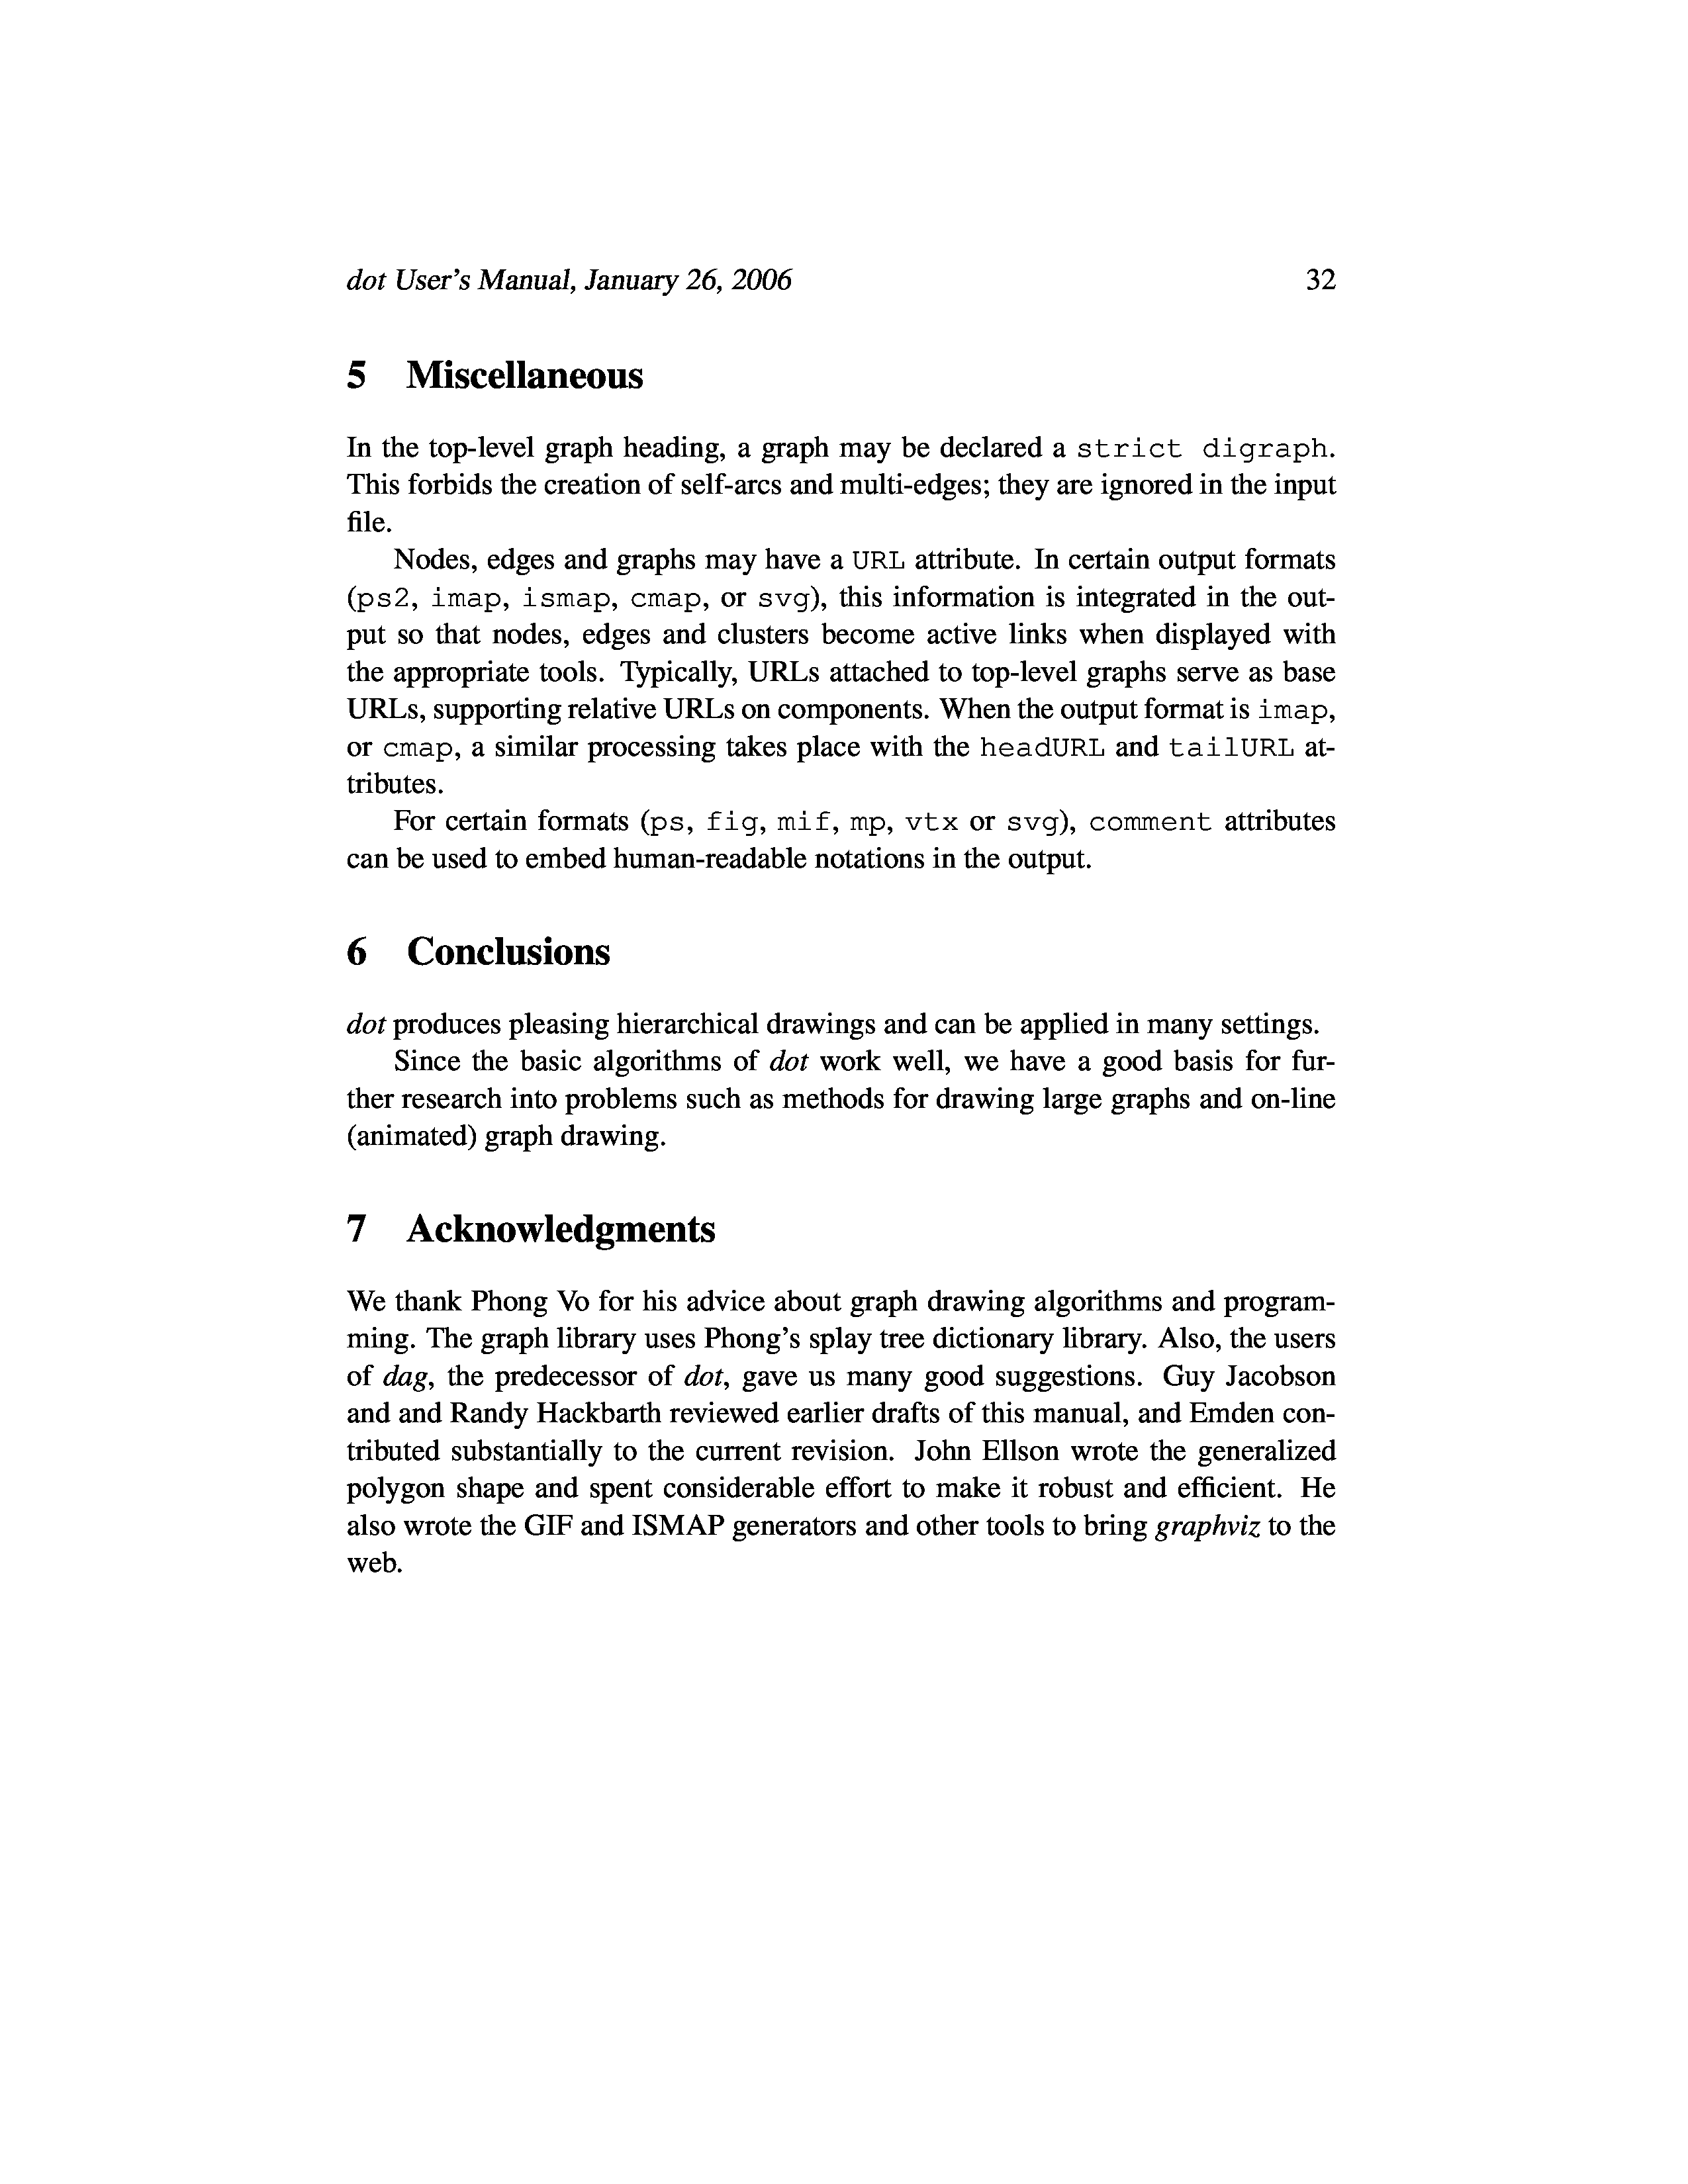 dot User's Manual, January 26, 2006 32
5 Miscellaneous
In the top-level graph heading, a graph may be declared a strict digraph.
This forbids the creation of self-arcs and multi-edges; they are ignored in the input
file.
Nodes, edges and graphs may have a URL attribute. In certain output formats
(ps2, imap, ismap, cmap, or svg), this information is integrated in the out-
put so that nodes, edges and clusters become active links when displayed with
the appropriate tools. Typically, URLs attached to top-level graphs serve as base
URLs, supporting relative URLs on components. When the output format is imap,
or cmap, a similar processing takes place with the headURL and tailURL at-
tributes.
For certain formats (ps, fig, mif, mp, vtx or svg), comment attributes
can be used to embed human-readable notations in the output.
6 Conclusions
dot produces pleasing hierarchical drawings and can be applied in many settings.
Since the basic algorithms of dot work well, we have a good basis for fur-
ther research into problems such as methods for drawing large graphs and on-line
(animated) graph drawing.
7 Acknowledgments
We thank Phong Vo for his advice about graph drawing algorithms and program-
ming. The graph library uses Phong's splay tree dictionary library. Also, the users
of dag, the predecessor of dot, gave us many good suggestions. Guy Jacobson
and and Randy Hackbarth reviewed earlier drafts of this manual, and Emden con-
tributed substantially to the current revision. John Ellson wrote the generalized
polygon shape and spent considerable effort to make it robust and efficient. He
also wrote the GIF and ISMAP generators and other tools to bring graphviz to the
web.